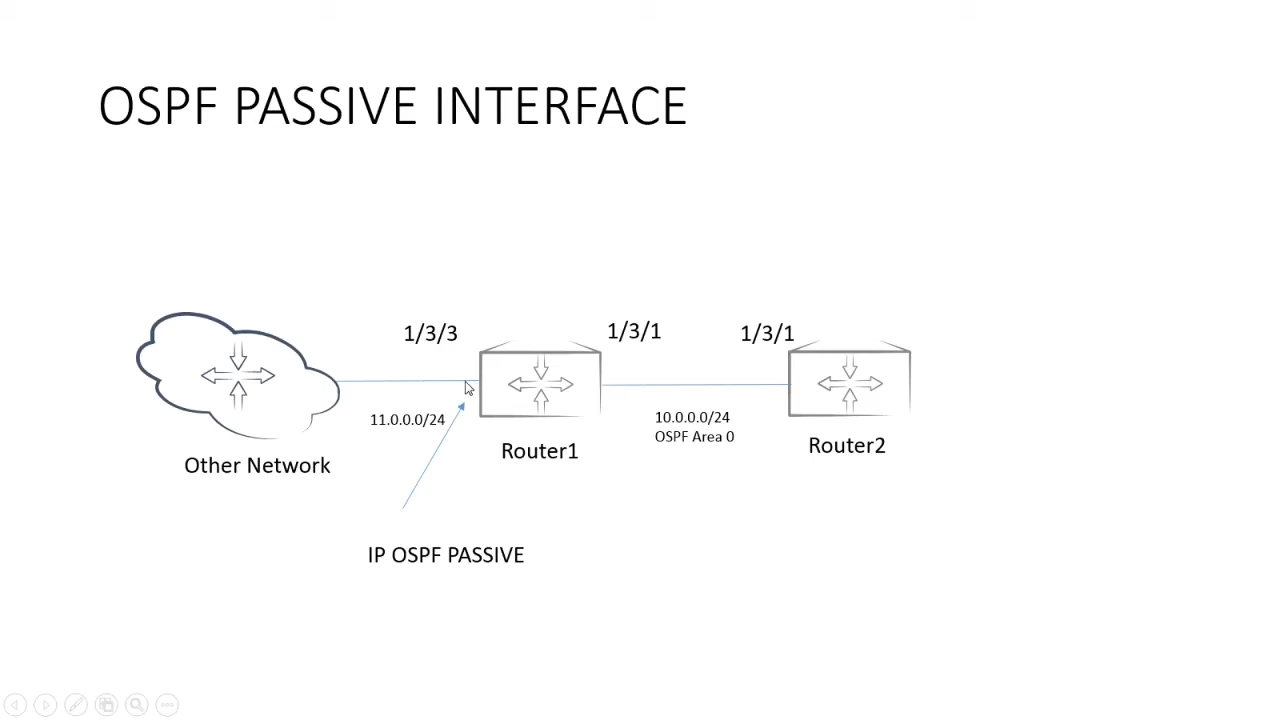 OSPF PASSIVE INTERFACE
1/3/3
1/3/1
1/3/1
11.0.0.0/24
10.0.0.0/24
OSPF Area 0
Other Network
Router1
Router2
IP OSPF PASSIVE